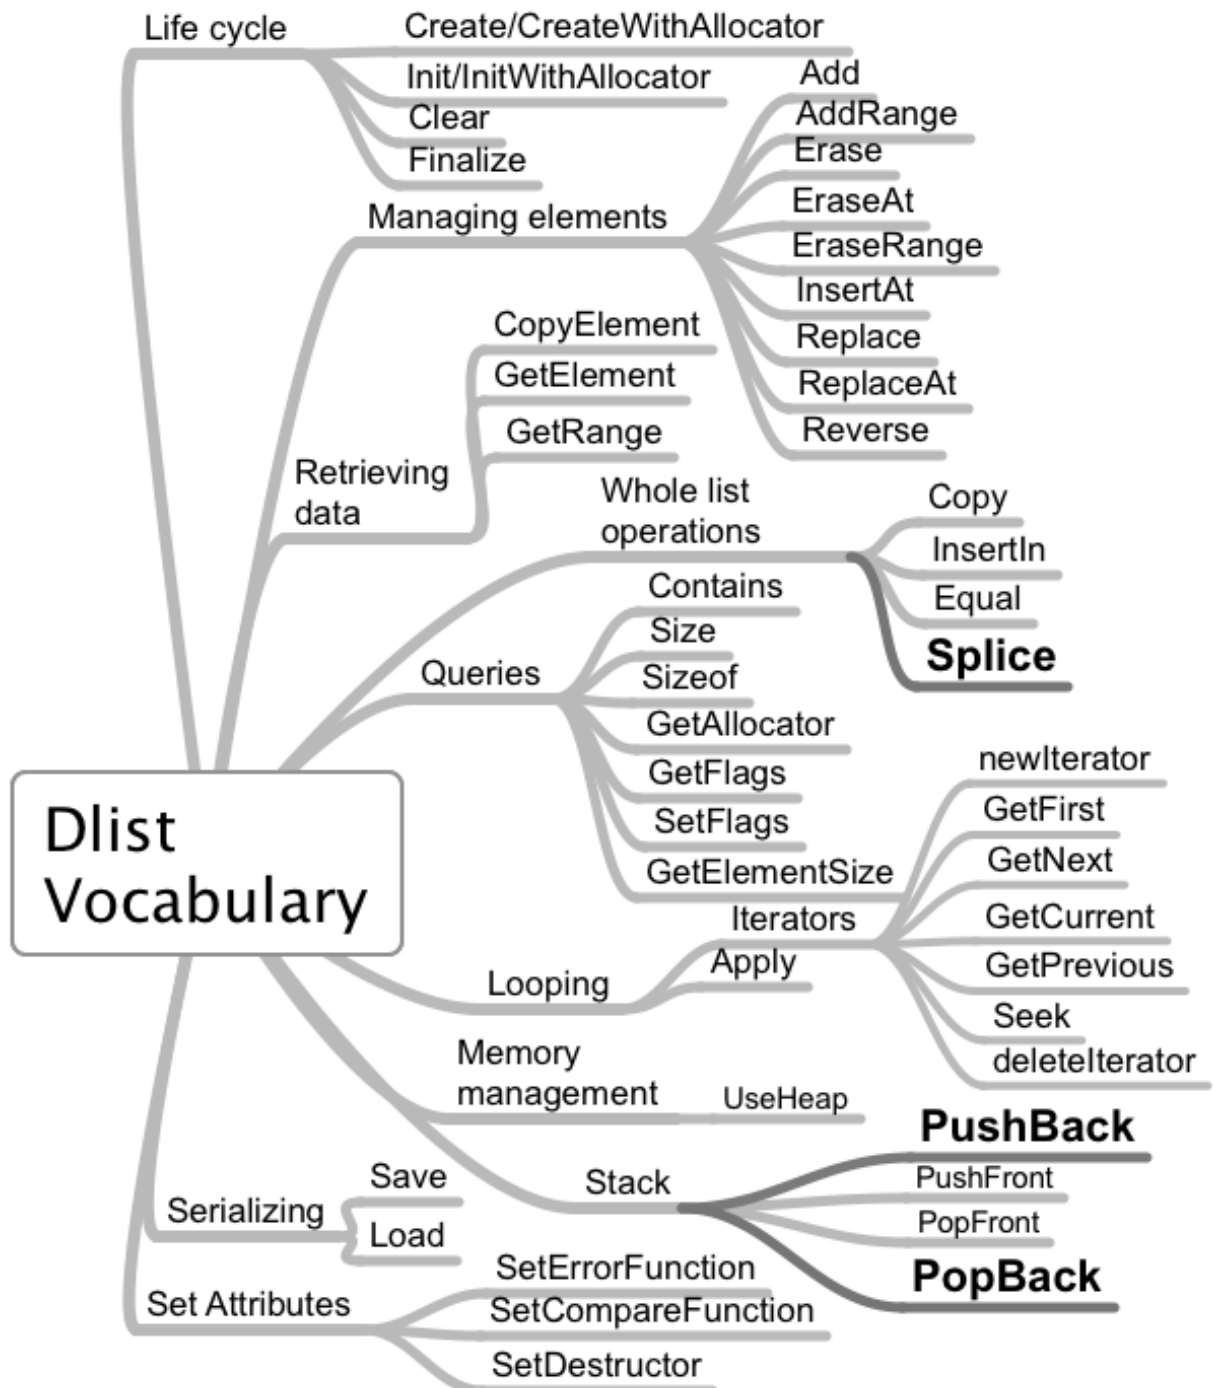 Life cycle
Create/CreateWithAllocator
Init/InitWithAllocator
Clear
Finalize
Managing elements
Add
AddRange
Erase
EraseAt
EraseRange
InsertAt
Replace
ReplaceAt
Reverse
Retrieving
data
CopyElement
GetElement
GetRange
Whole list
operations
Copy
InsertIn
Equal
Splice
Queries
Contains
Size
Sizeof
GetAllocator
GetFlags
SetFlags
GetElementSize
Dlist
Vocabulary
Looping
Iterators
newIterator
GetFirst
GetNext
GetCurrent
GetPrevious
Seek
deleteIterator
Apply
Memory
management
UseHeap
Stack
PushBack
PushFront
PopFront
PopBack
Serializing
Save
Load
Set Attributes
SetErrorFunction
SetCompareFunction
SetDestructor